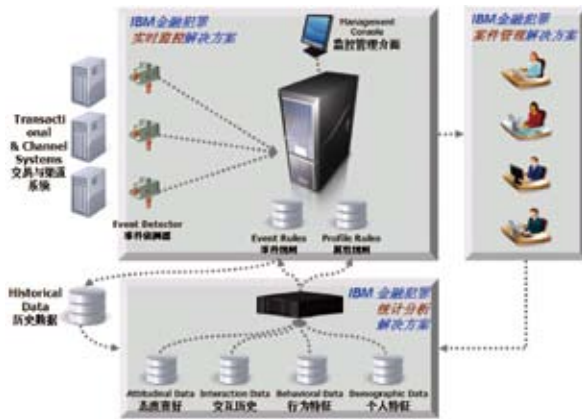 IBM金融犯罪
实时监控解决方案
Management
Console
监控管理介面
IBM金融犯罪
案件管理解决方案
Transacti
onal
& Channel
Systems
交易与渠道
系统
Event Detector
事件侦测器
Event Rules
事件规则
Profile Rules
属性规则
Historical
Data
历史数据
IBM 金融犯罪
统计分析
解决方案
Attitudinal Data
态度喜好
Interaction Data
交互历史
Behavioral Data
行为特征
Demographic Data
个人特征